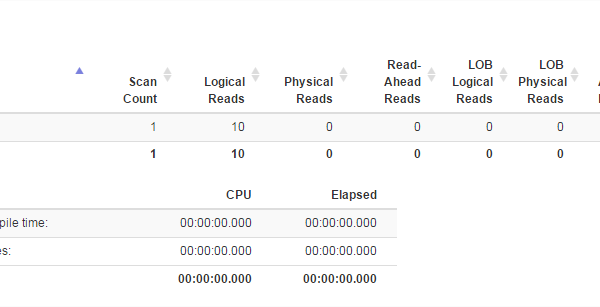 Scan Count Logical Reads Physical Reads Read-Ahead Reads LOB Logical Reads LOB Physical Reads
1 10 0 0 0 0
1 10 0 0 0 0
CPU Elapsed
pile time: 00:00:00.000 00:00:00.000
es: 00:00:00.000 00:00:00.000
00:00:00.000 00:00:00.000